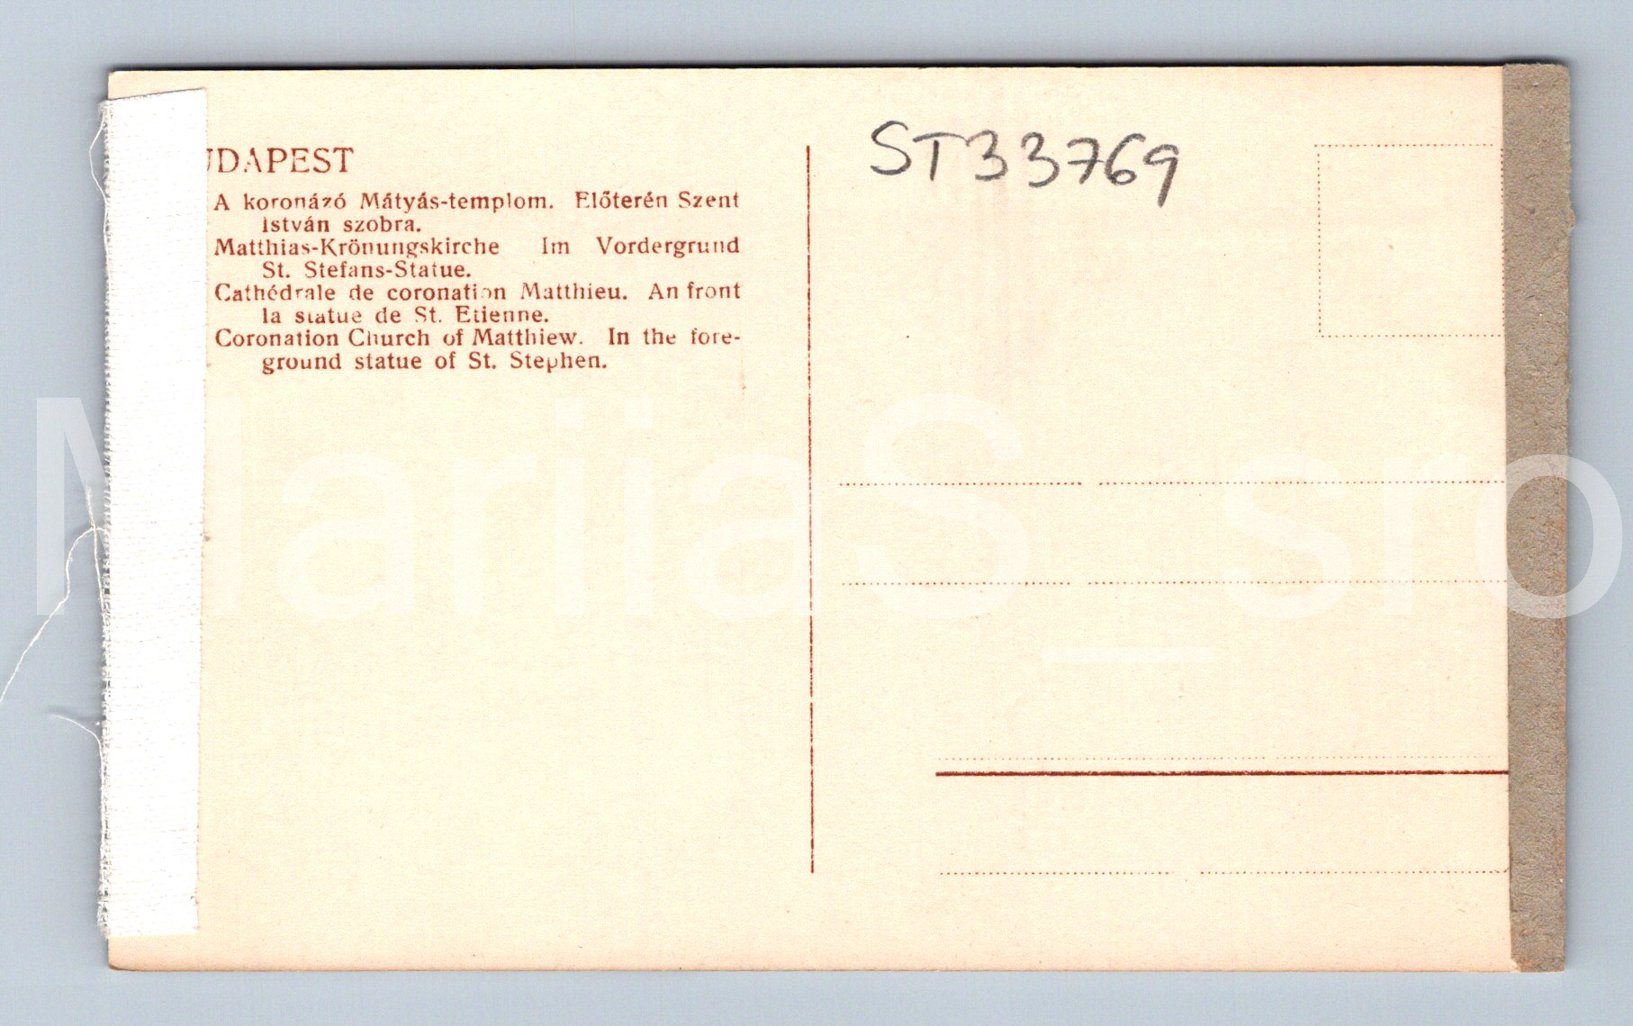 UDAPEST
A koronázó Mátyás-templom. Előterén Szent
István szobra.
Matthias-Krönungskirche Im Vordergrund
St. Stefans-Statue.
Cathédrale de coronation Matthieu. An front
la statue de St. Etienne.
Coronation Church of Matthiew. In the fore-
ground statue of St. Stephen.
ST33769
MariiaS_sro